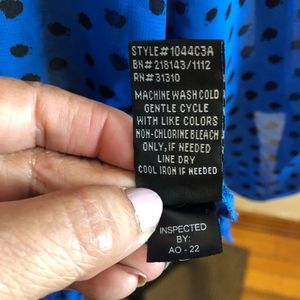 STYLE#1044C3A
BN#218143/1112
RN#31310
MACHINE WASH COLD
GENTLE CYCLE
WITH LIKE COLORS
NON-CHLORINE BLEACH
ONLY, IF NEEDED
LINE DRY
COOL IRON IF NEEDED
INSPECTED
BY:
AO - 22